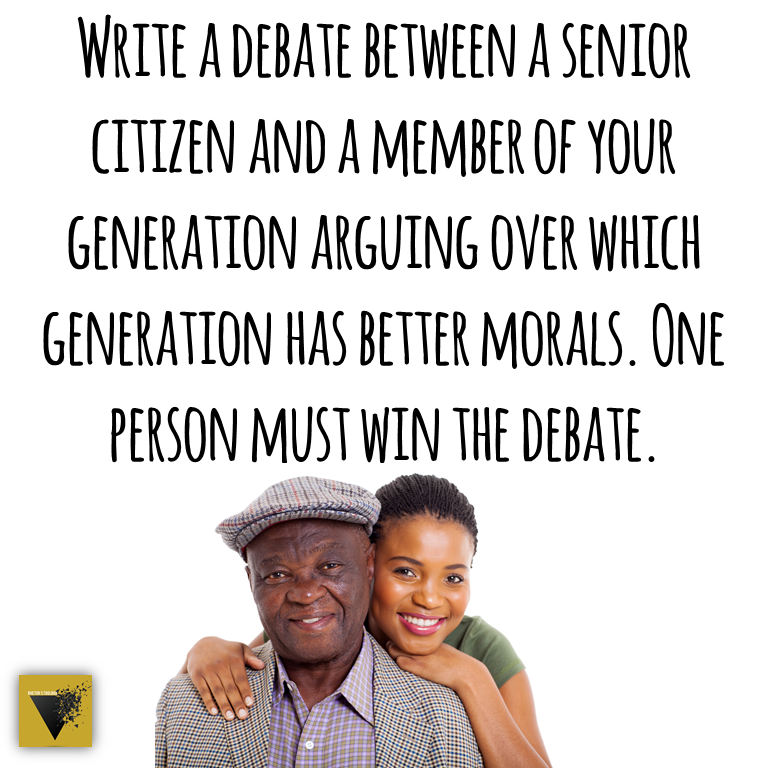 Write a debate between a senior
citizen and a member of your
generation arguing over which
generation has better morals. One
person must win the debate.